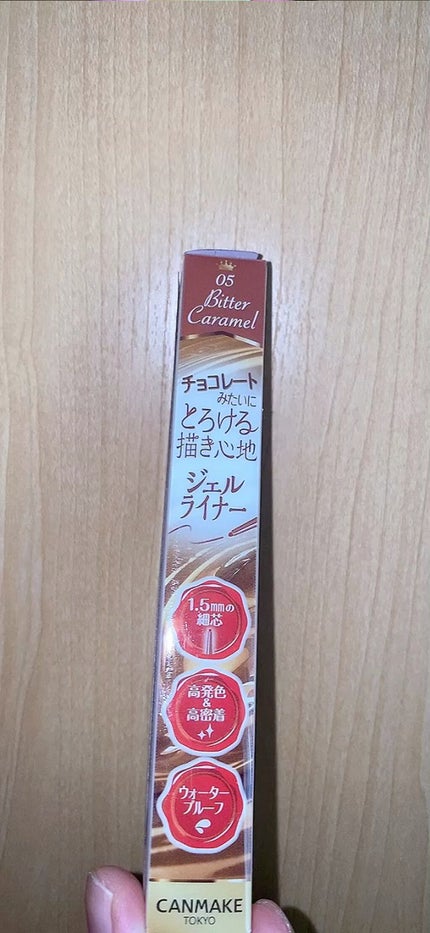 05
Bitter
Caramel
チョコレート
みたいに
とろける
描き心地
ジェル
ライナー
1.5mmの
細芯
高発色
&
高密着
ウォーター
プルーフ
CANMAKE
TOKYO